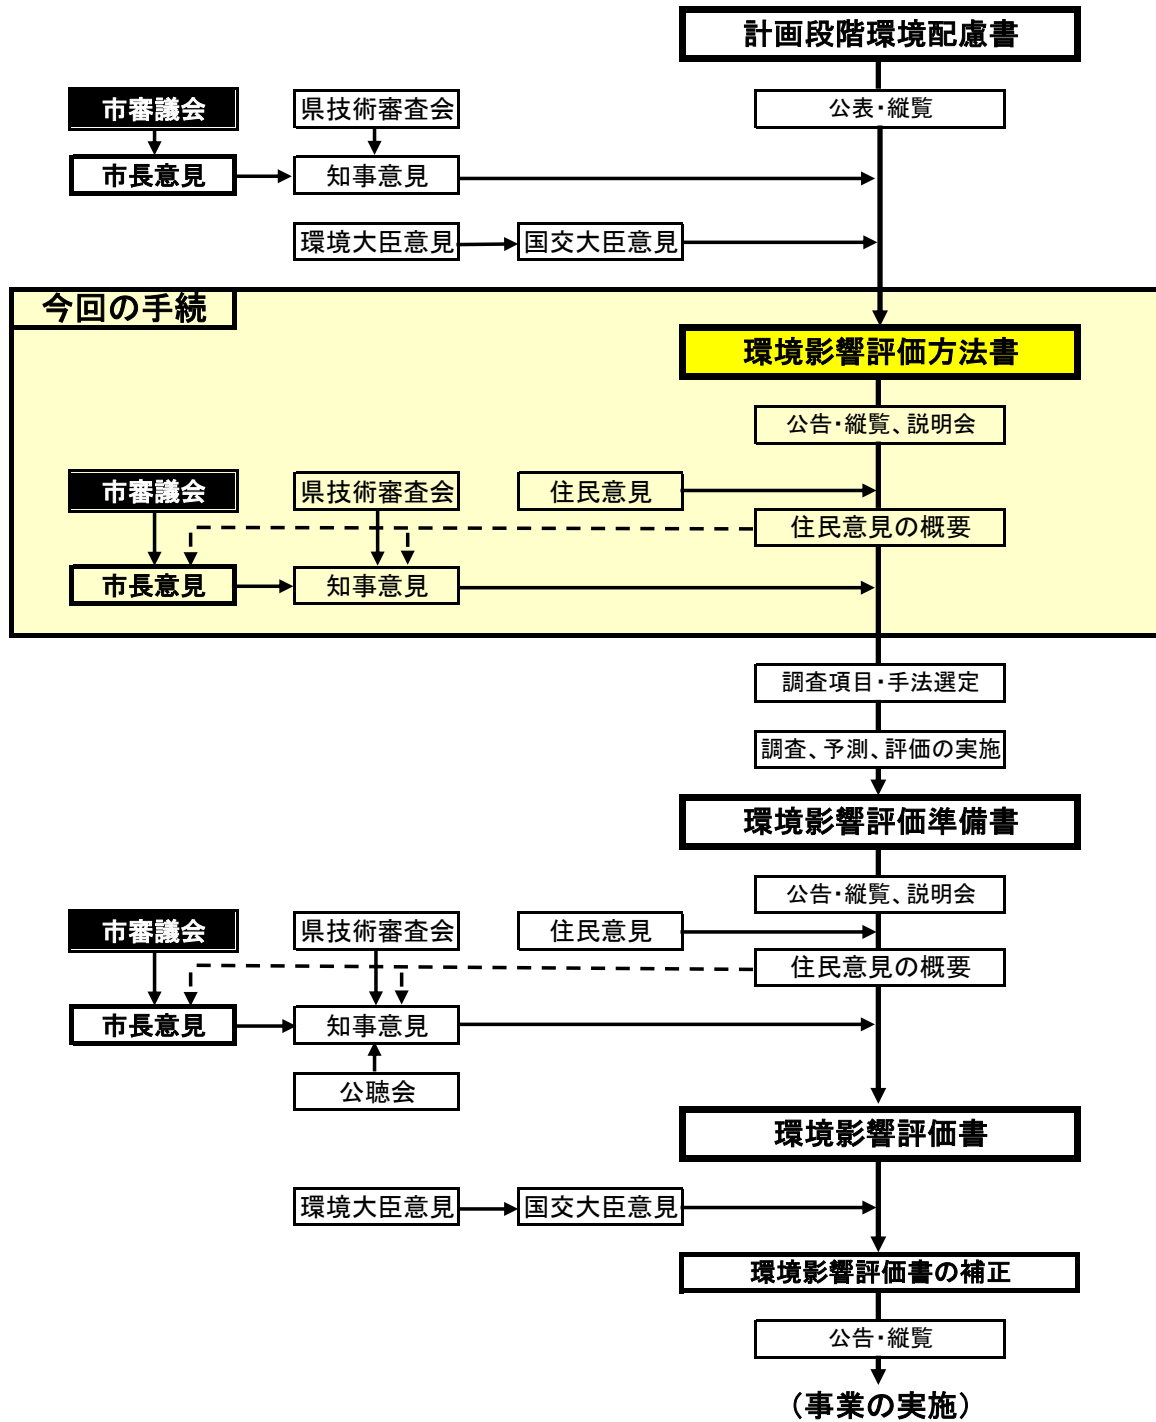 計画段階環境配慮書
市審議会
県技術審査会
公表・縦覧
市長意見
知事意見
環境大臣意見
国交大臣意見
今回の手続
環境影響評価方法書
公告・縦覧、説明会
市審議会
県技術審査会
住民意見
住民意見の概要
市長意見
知事意見
調査項目・手法選定
調査、予測、評価の実施
環境影響評価準備書
公告・縦覧、説明会
市審議会
県技術審査会
住民意見
住民意見の概要
市長意見
知事意見
公聴会
環境影響評価書
環境大臣意見
国交大臣意見
環境影響評価書の補正
公告・縦覧
（事業の実施）